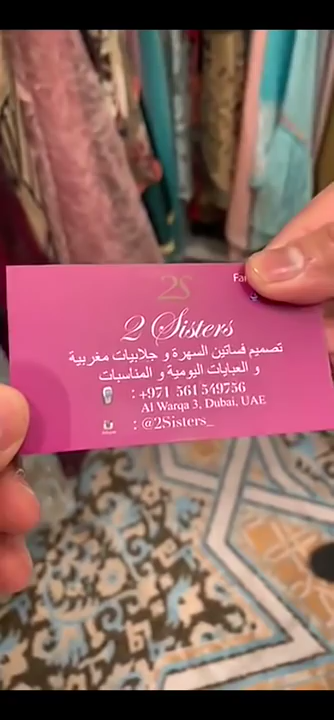 2S
2 Sisters
تصميم فساتين السهرة و جلابيات مغربية
و العبايات اليومية و المناسبات
: +971 561 549756
Al Warqa 3, Dubai, UAE
: @2Sisters_